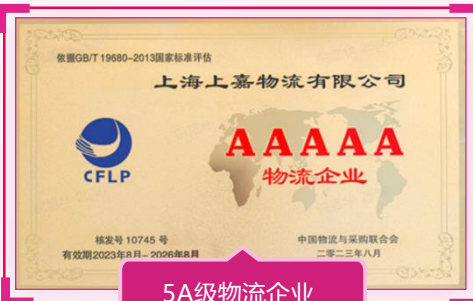 依据GB/T 19680-2013国家标准评估
上海上嘉物流有限公司
AAAAA
物流企业
CFLP
核发号 10745 号
有效期2023年8月-2026年8月
中国物流与采购联合会
二零二三年八月
5A级物流企业